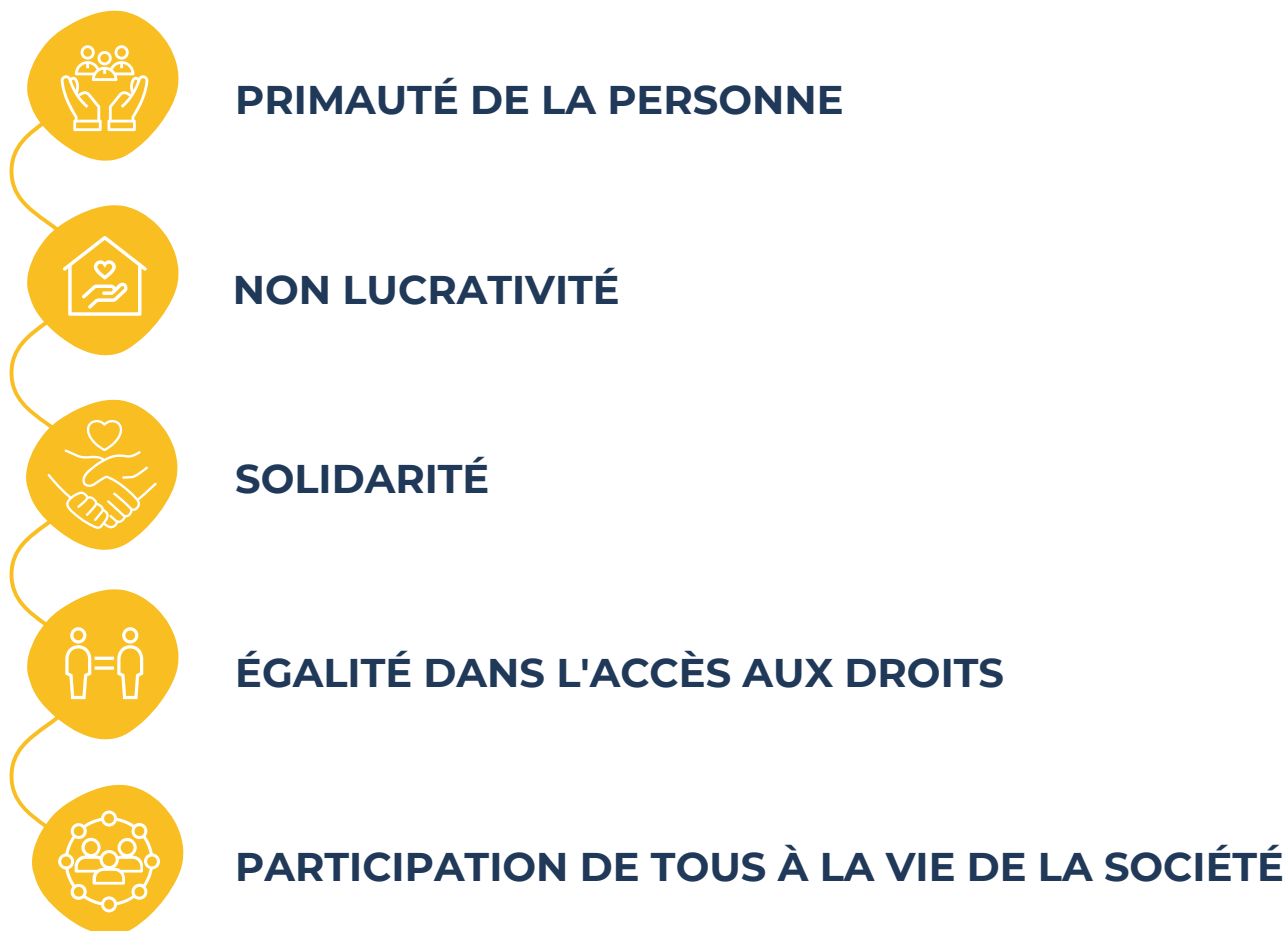 PRIMAUTÉ DE LA PERSONNE
NON LUCRATIVITÉ
SOLIDARITÉ
ÉGALITÉ DANS L'ACCÈS AUX DROITS
PARTICIPATION DE TOUS À LA VIE DE LA SOCIÉTÉ